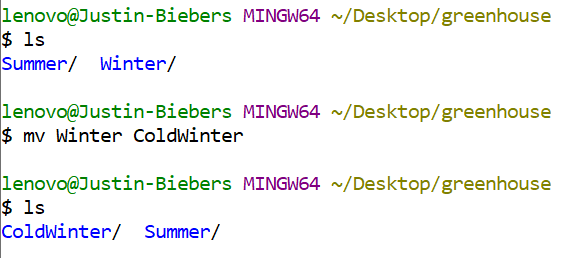 lenovo@Justin-Biebers MINGW64 ~/Desktop/greenhouse
$ ls
Summer/  Winter/
lenovo@Justin-Biebers MINGW64 ~/Desktop/greenhouse
$ mv Winter ColdWinter
lenovo@Justin-Biebers MINGW64 ~/Desktop/greenhouse
$ ls
ColdWinter/  Summer/